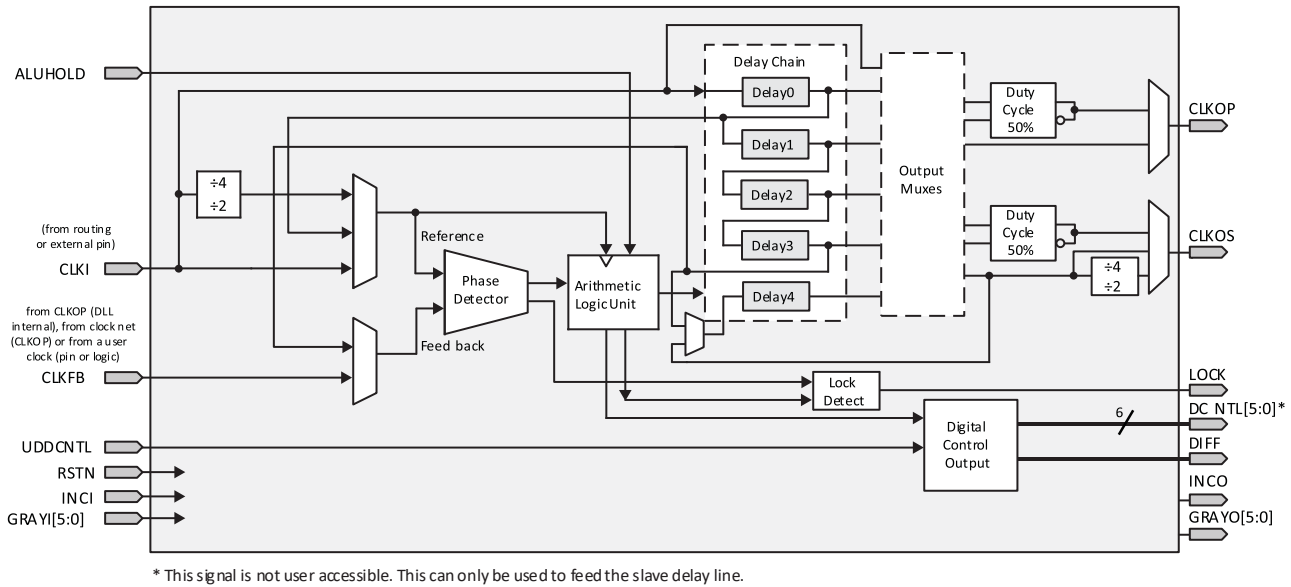 ALUHOLD
Delay Chain
Delay0
Delay1
Delay2
Delay3
Delay4
Output
Muxes
Duty
Cycle
50%
CLKOP
Duty
Cycle
50%
CLKOS
÷4
÷2
÷4
÷2
(from routing
or external pin)
CLKI
Reference
Phase
Detector
Arithmetic
Logic Unit
Feed back
from CLKOP (DLL
internal), from clock net
(CLKOP) or from a user
clock (pin or logic)
CLKFB
Lock
Detect
LOCK
6
DC NTL[5:0]*
Digital
Control
Output
DIFF
UDDCNTL
RSTN
INCI
GRAYI[5:0]
INCO
GRAYO[5:0]
* This signal is not user accessible. This can only be used to feed the slave delay line.